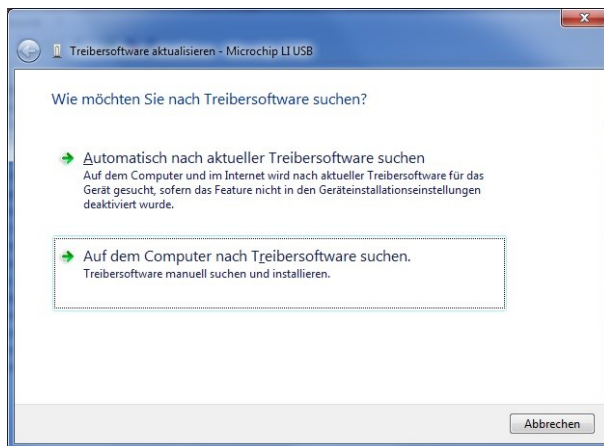 Treibersoftware aktualisieren - Microchip LI USB
Wie möchten Sie nach Treibersoftware suchen?
Automatisch nach aktueller Treibersoftware suchen
Auf dem Computer und im Internet wird nach aktueller Treibersoftware für das
Gerät gesucht, sofern das Feature nicht in den Geräteinstallationseinstellungen
deaktiviert wurde.
Auf dem Computer nach Treibersoftware suchen.
Treibersoftware manuell suchen und installieren.
Abbrechen